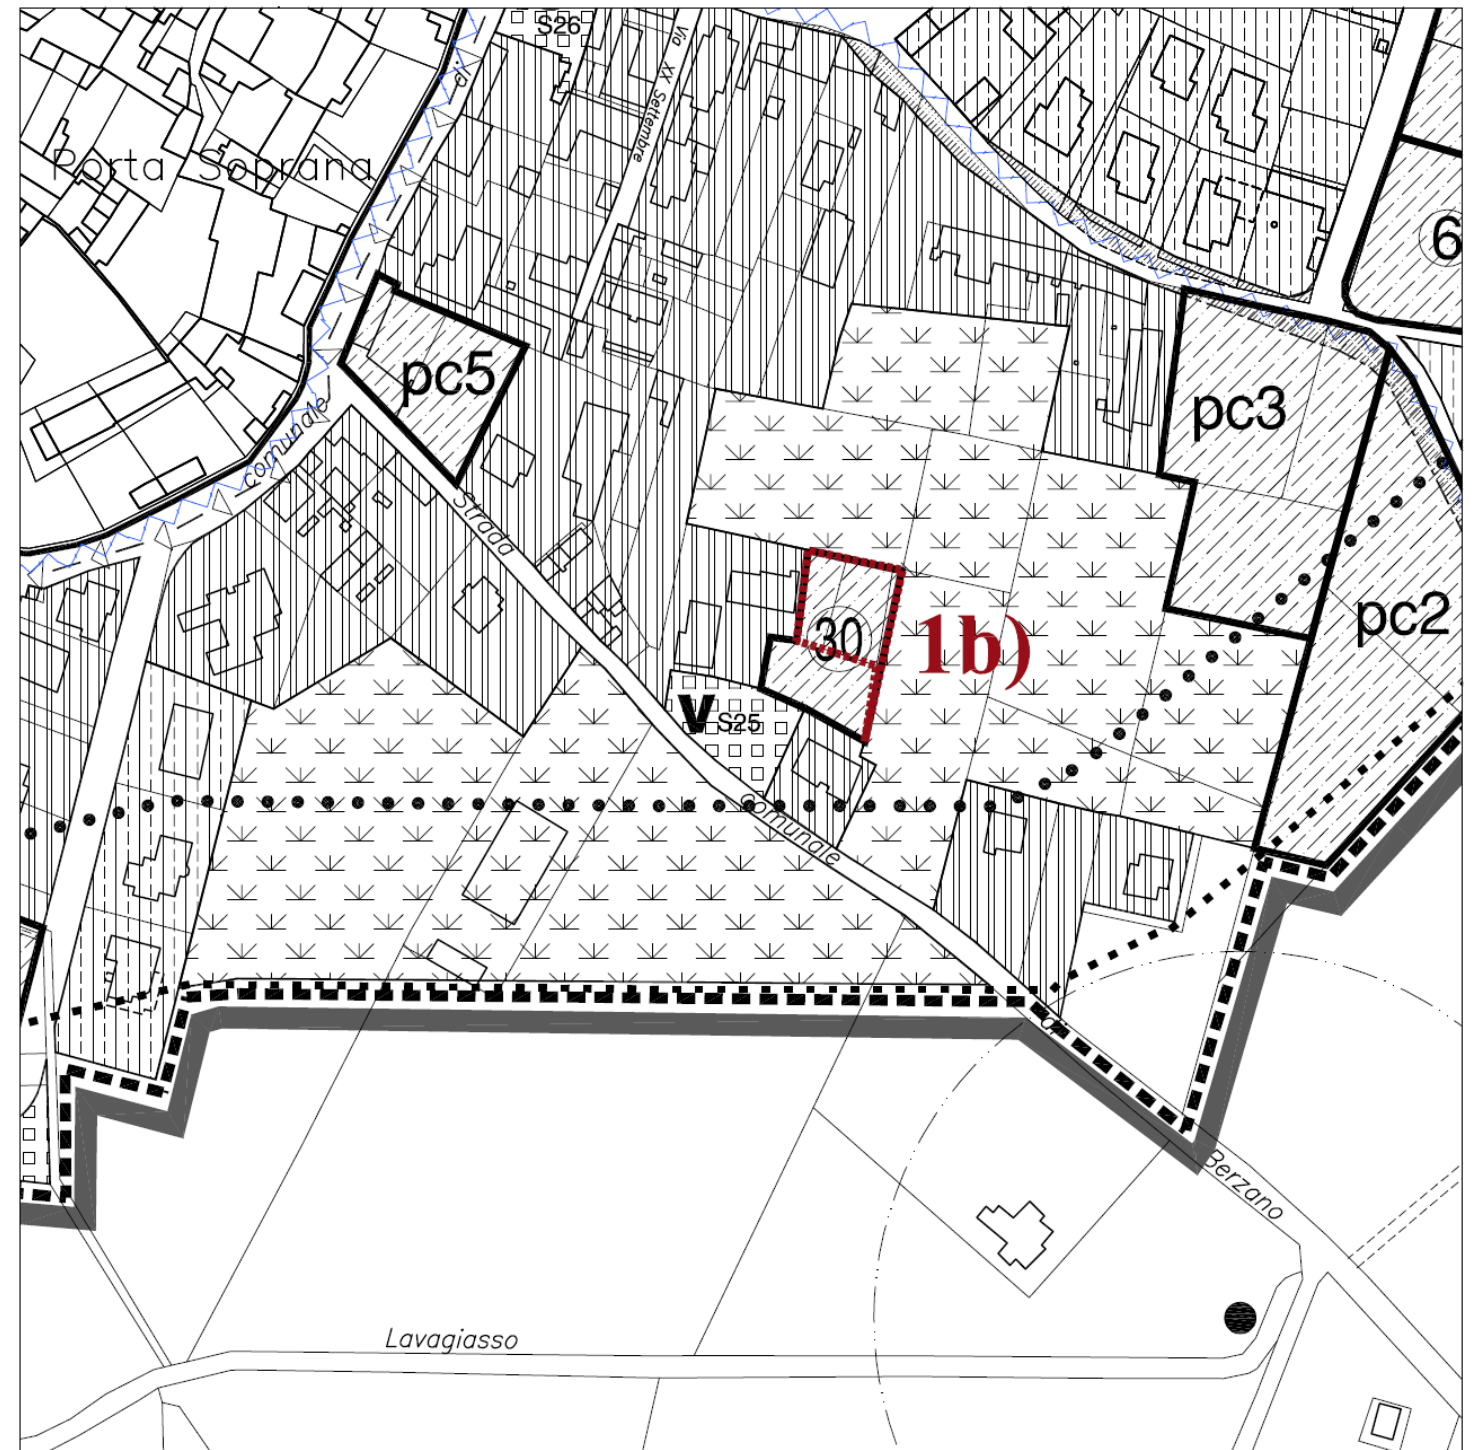 S26
Via XX Settembre
di
Porta Soprana
6
pc5
pc3
comunale
Strada
pc2
30
1b)
V
S25
Comunale
di
Berzano
Lavagiasso